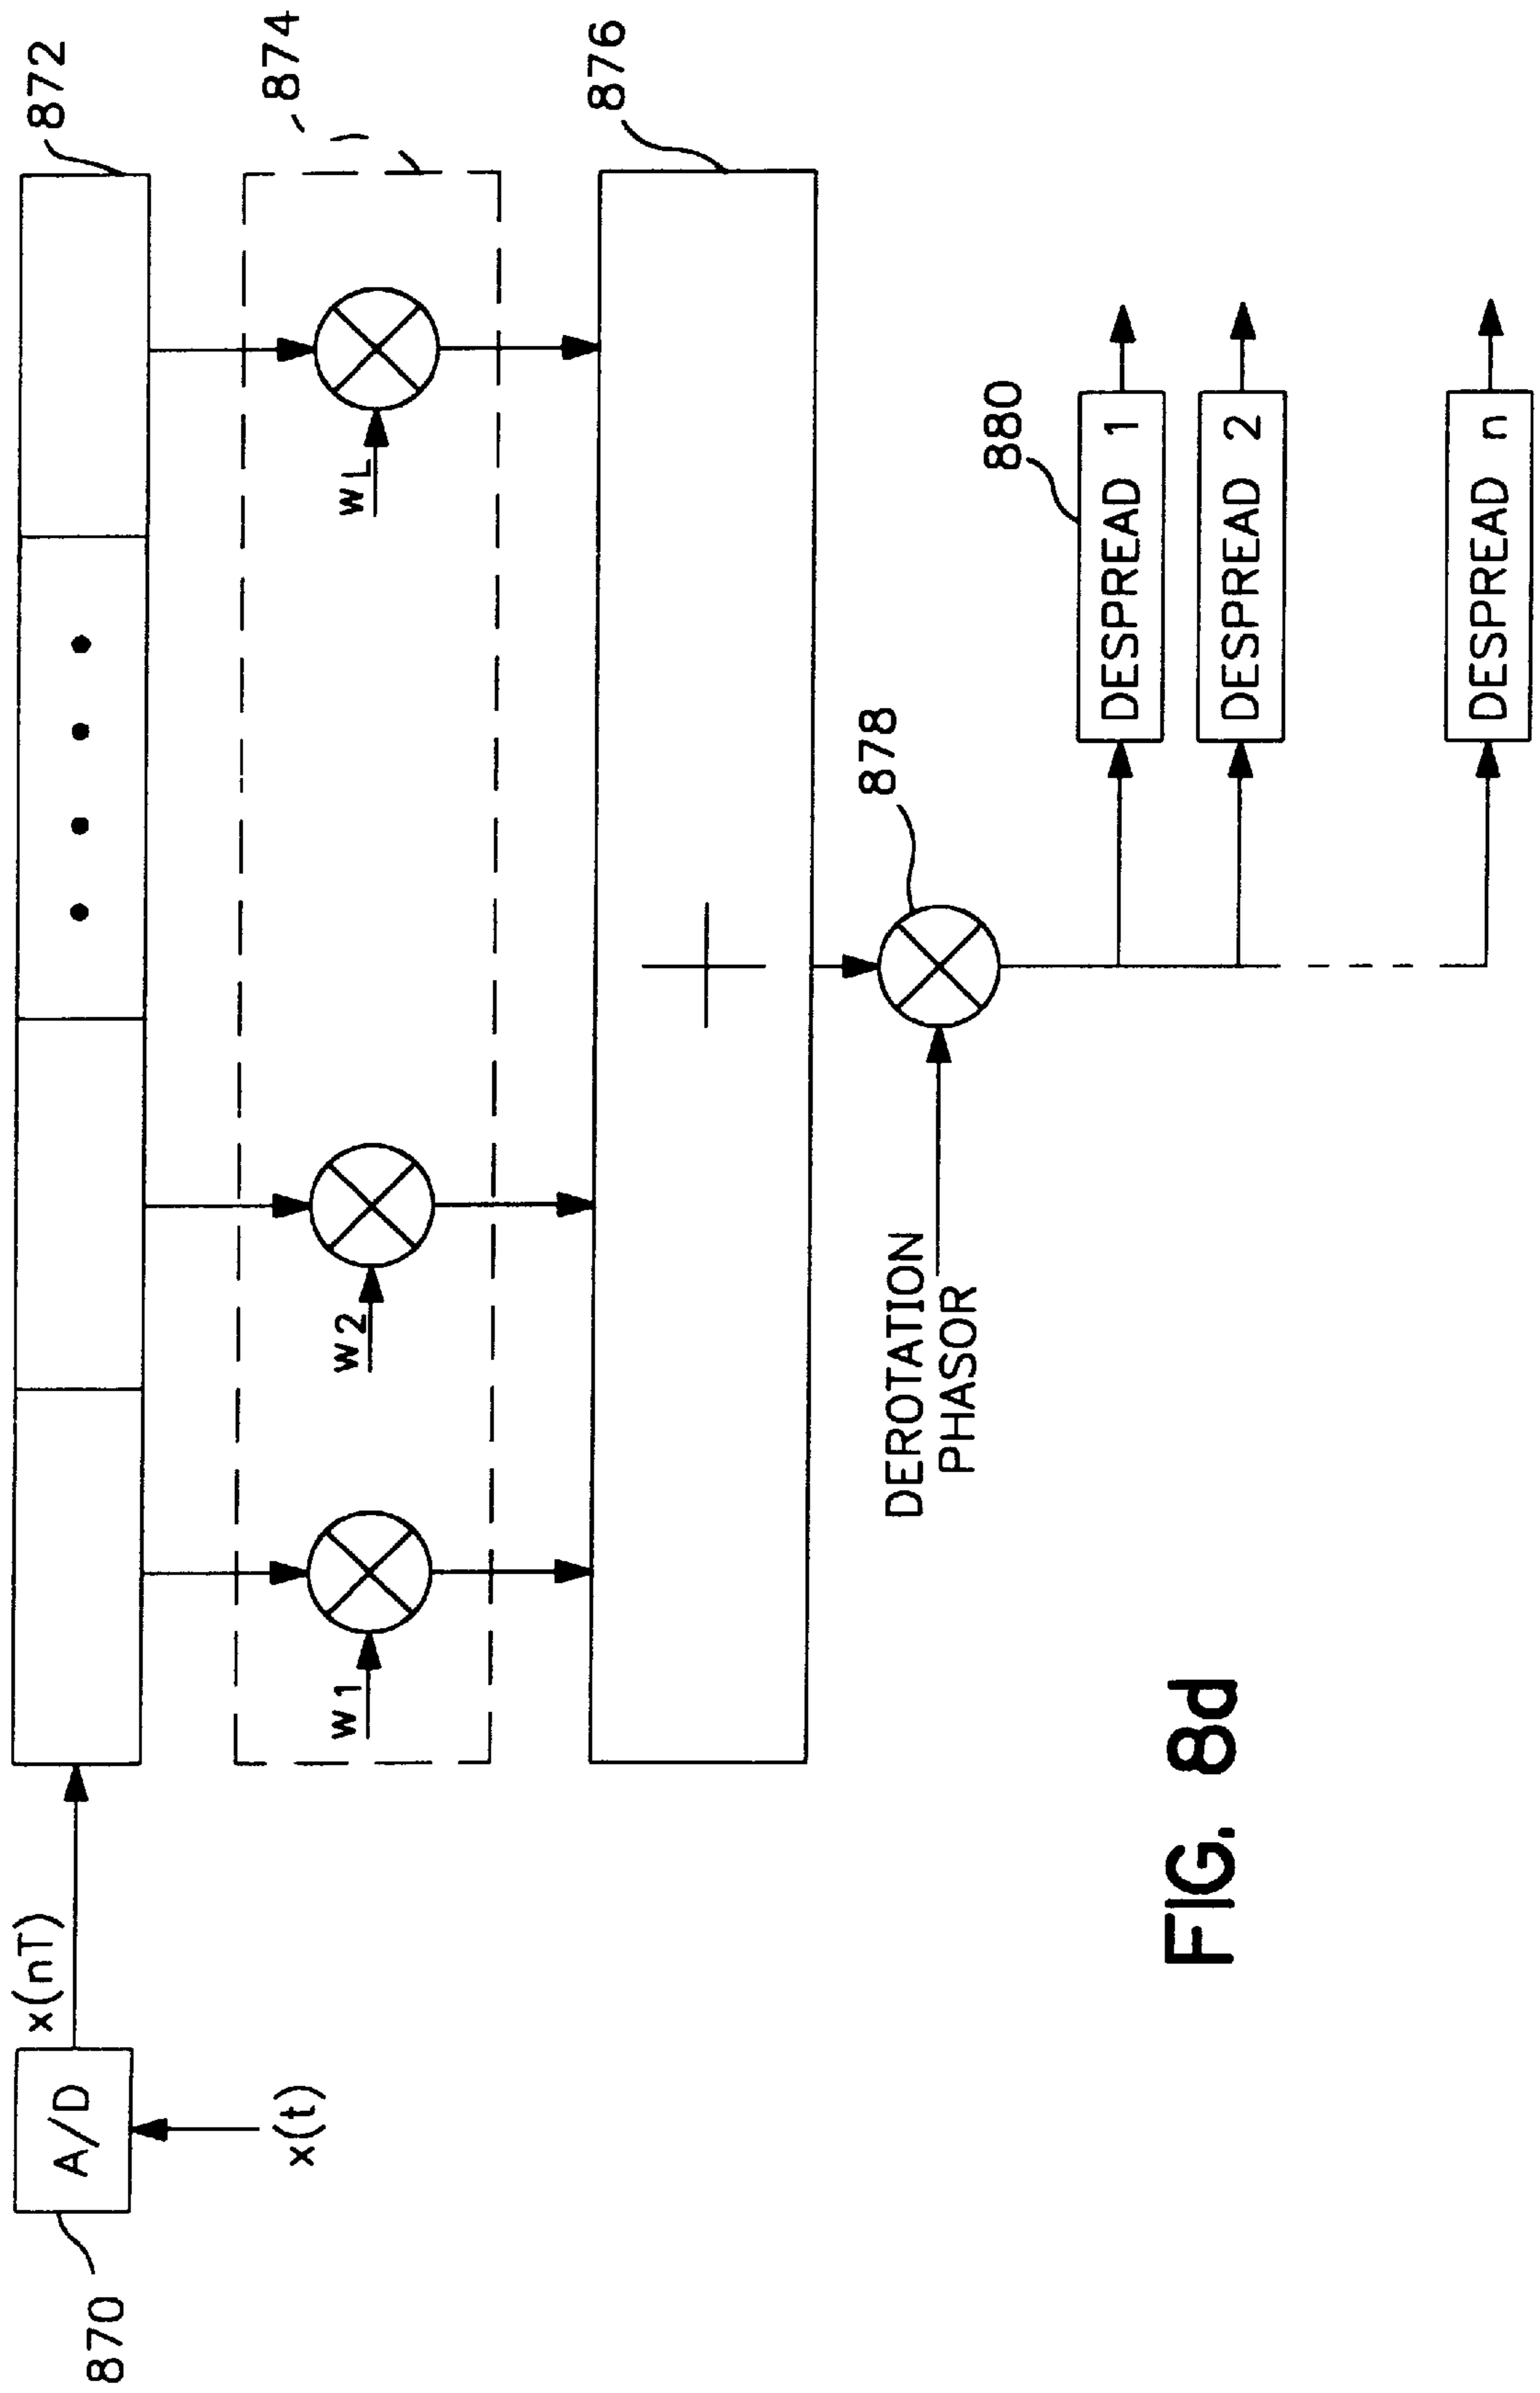 872
874
876
x(nT)
A/D
x(t)
870
w1
w2
wL
878
DEROTATION
PHASOR
880
DESPREAD 1
DESPREAD 2
DESPREAD n
FIG. 8d